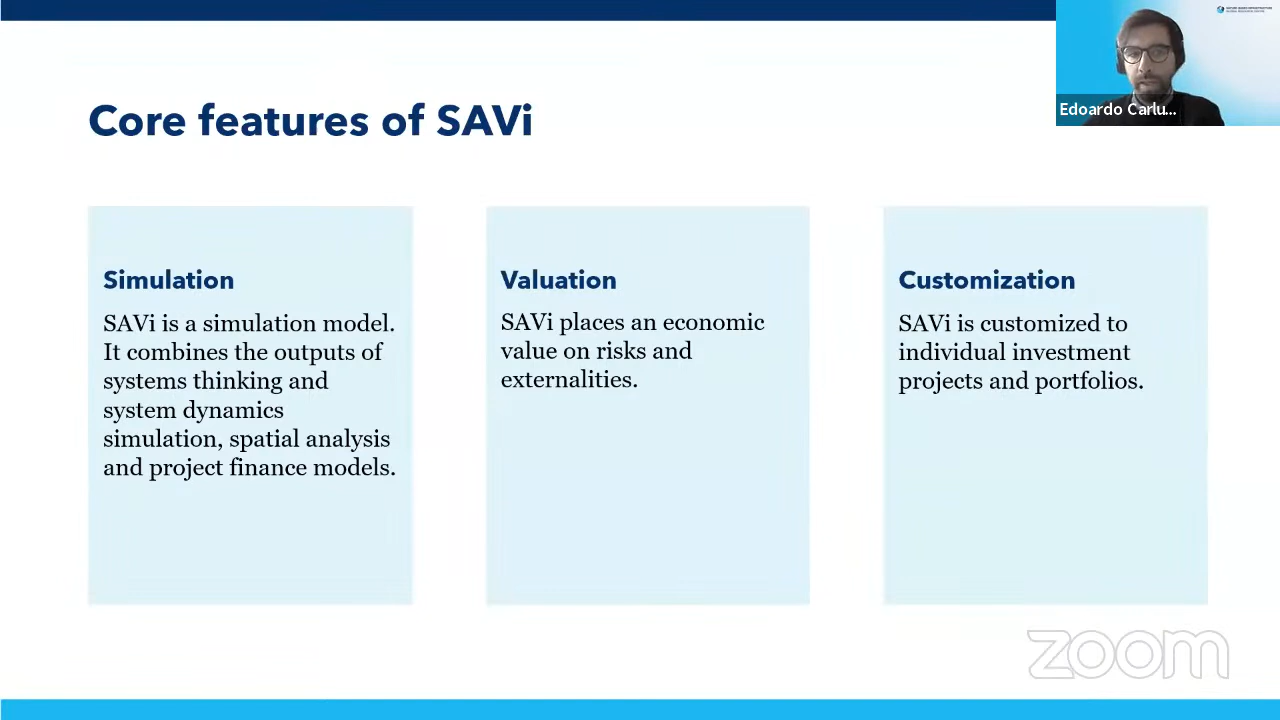 Core features of SAVi
Edoardo Carlu...
Simulation
SAVi is a simulation model.
It combines the outputs of
systems thinking and
system dynamics
simulation, spatial analysis
and project finance models.
Valuation
SAVi places an economic
value on risks and
externalities.
Customization
SAVi is customized to
individual investment
projects and portfolios.
zoom